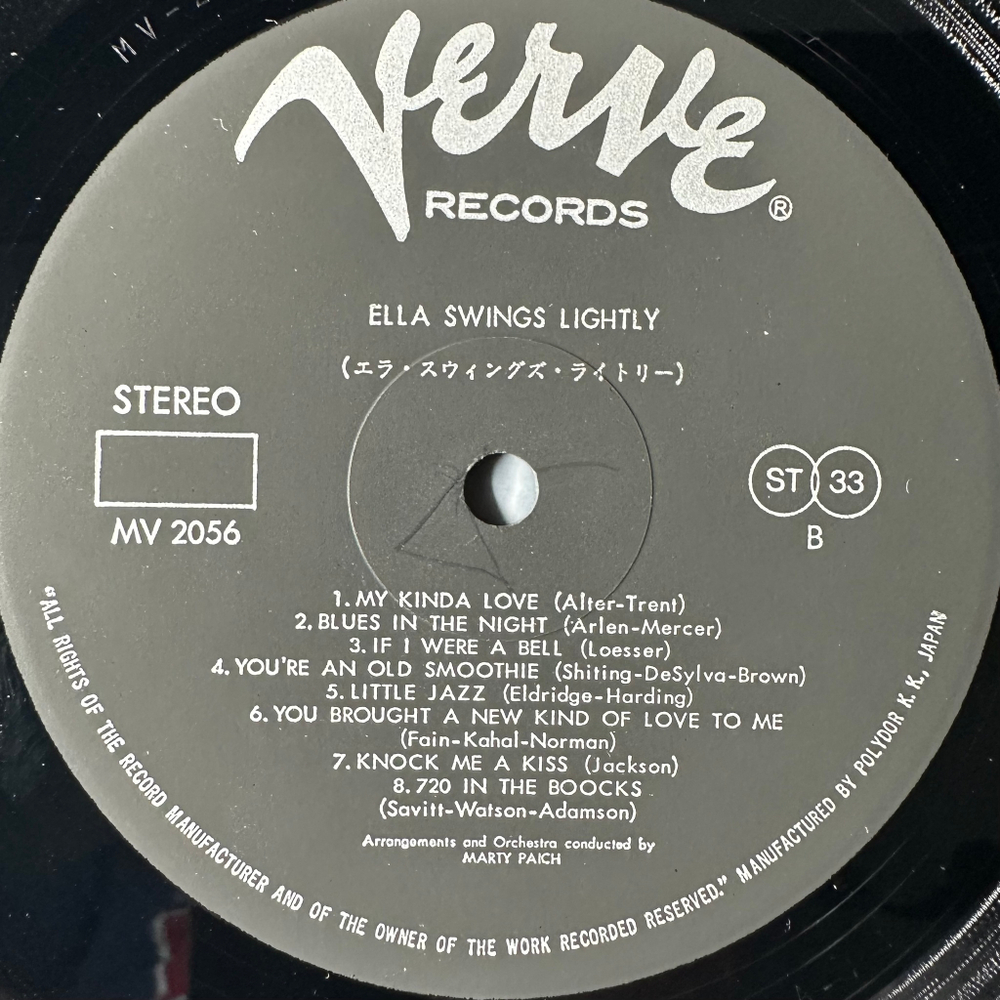 MV-2
Verve
RECORDS
®
ELLA SWINGS LIGHTLY
(エラ・スウィングズ・ライトリー)
STEREO
MV 2056
ST 33
B
1. MY KINDA LOVE (Alter-Trent)
2. BLUES IN THE NIGHT (Arlen-Mercer)
3. IF I WERE A BELL (Loesser)
4. YOU'RE AN OLD SMOOTHIE (Shiting-DeSylva-Brown)
5. LITTLE JAZZ (Eldridge-Harding)
6. YOU BROUGHT A NEW KIND OF LOVE TO ME
(Fain-Kahal-Norman)
7. KNOCK ME A KISS (Jackson)
8. 720 IN THE BOOCKS
(Savitt-Watson-Adamson)
Arrangements and Orchestra conducted by
MARTY PAICH
"ALL RIGHTS OF THE RECORD MANUFACTURER AND OF THE OWNER OF THE WORK RECORDED RESERVED." MANUFACTURED BY POLYDOR K. K., JAPAN